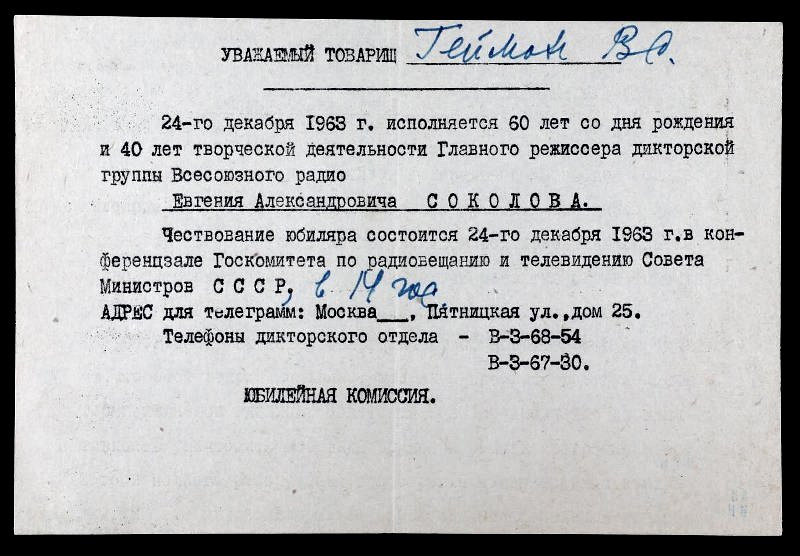 УВАЖАЕМЫЙ ТОВАРИЩ Гейман В.С.
24-го декабря 1963 г. исполняется 60 лет со дня рождения
и 40 лет творческой деятельности Главного режиссера дикторской
группы Всесоюзного радио
Евгения Александровича С О К О Л О В А.
Чествование юбиляра состоится 24-го декабря 1963 г.в кон-
ференцзале Госкомитета по радиовещанию и телевидению Совета
Министров С С С Р, в 14 час.
АДРЕС для телеграмм: Москва___, Пятницкая ул.,дом 25.
Телефоны дикторского отдела - В-3-68-54
В-3-67-30.
ЮБИЛЕЙНАЯ КОМИССИЯ.